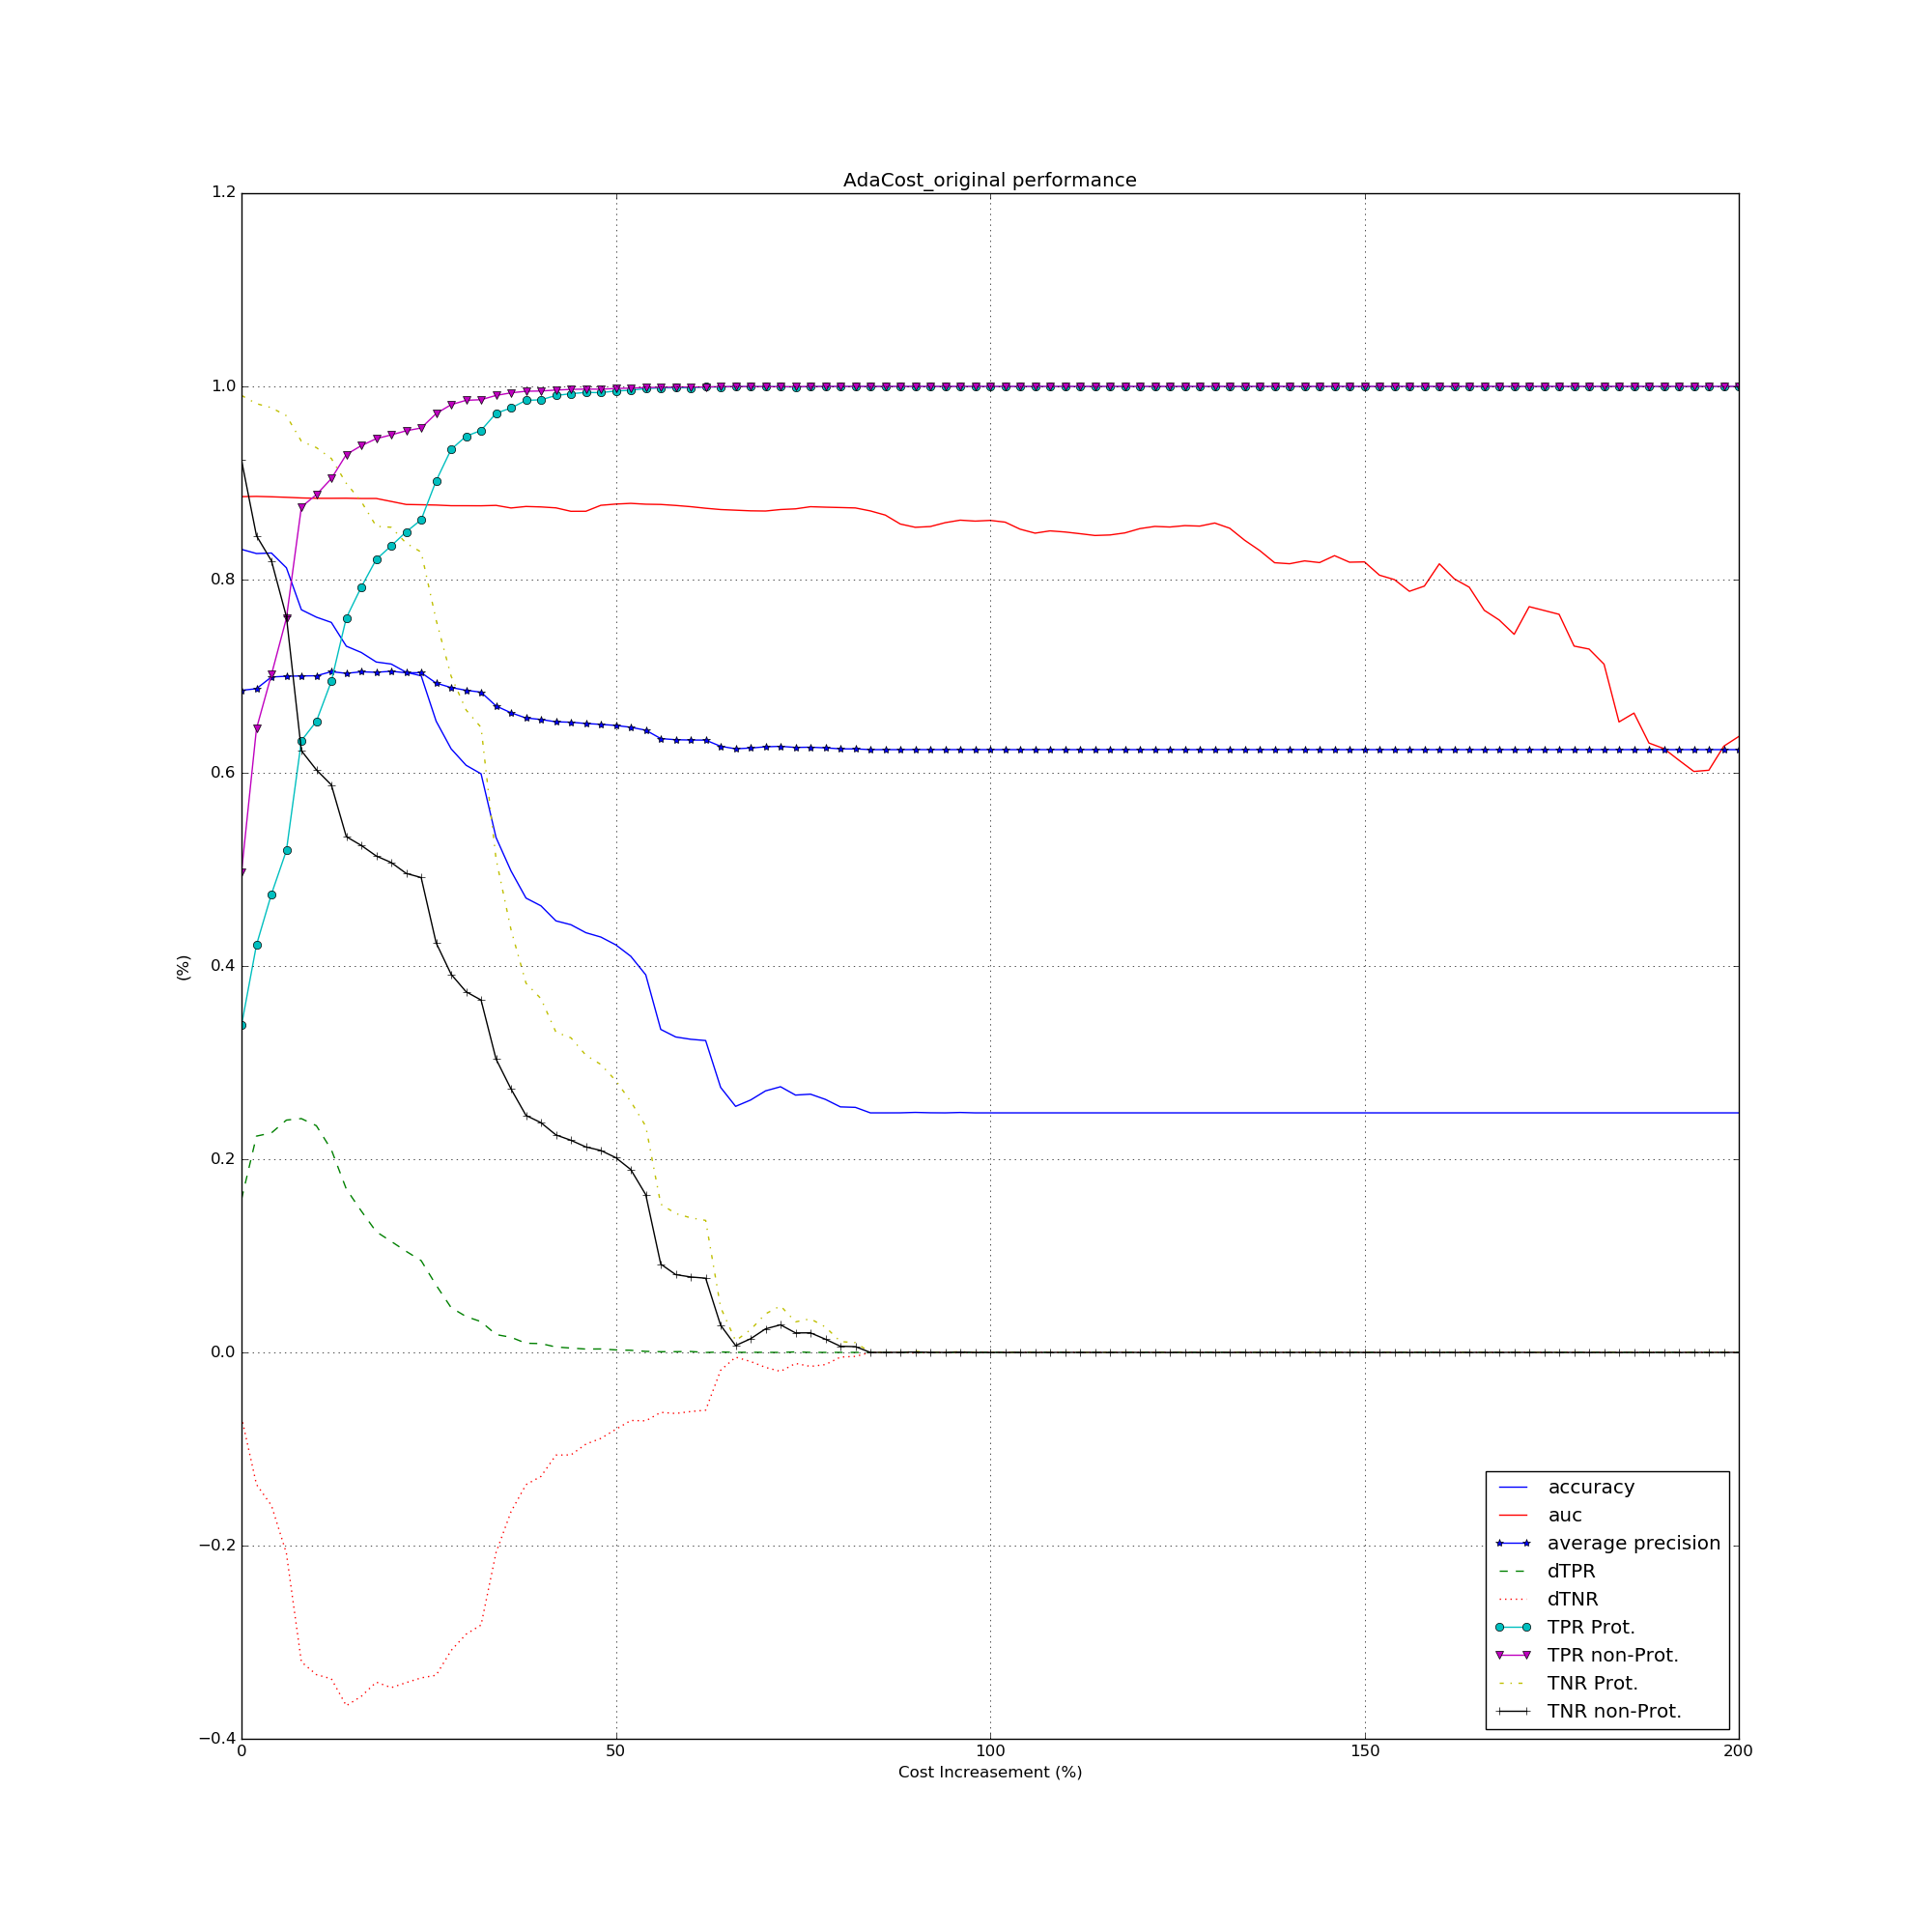 AdaCost_original performance
1.2
1.0
0.8
0.6
0.4
0.2
0.0
−0.2
−0.4
(%)
0 50 100 150 200
Cost Increasement (%)
accuracy
auc
average precision
dTPR
dTNR
TPR Prot.
TPR non-Prot.
TNR Prot.
TNR non-Prot.